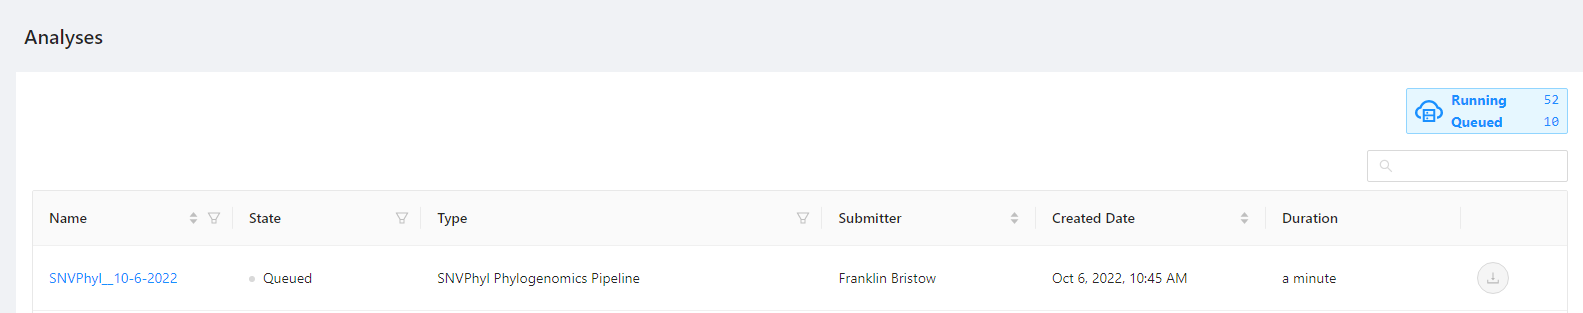 Analyses
Running 52
Queued 10
Name State Type Submitter Created Date Duration
SNVPhyl__10-6-2022 Queued SNVPhyl Phylogenomics Pipeline Franklin Bristow Oct 6, 2022, 10:45 AM a minute